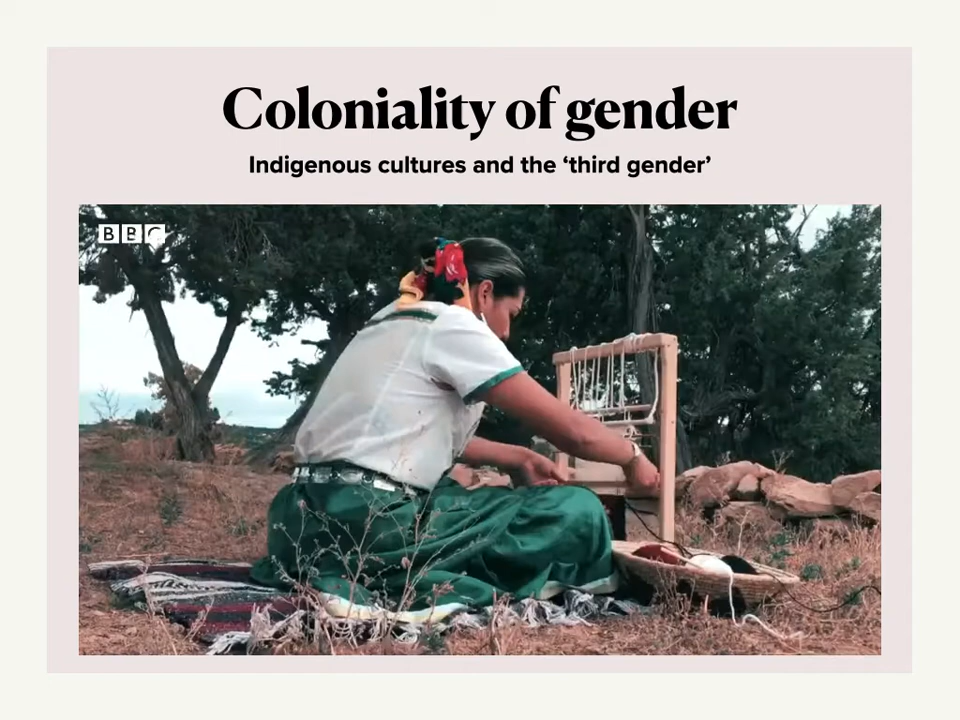 Coloniality of gender
Indigenous cultures and the ‘third gender’
BBC